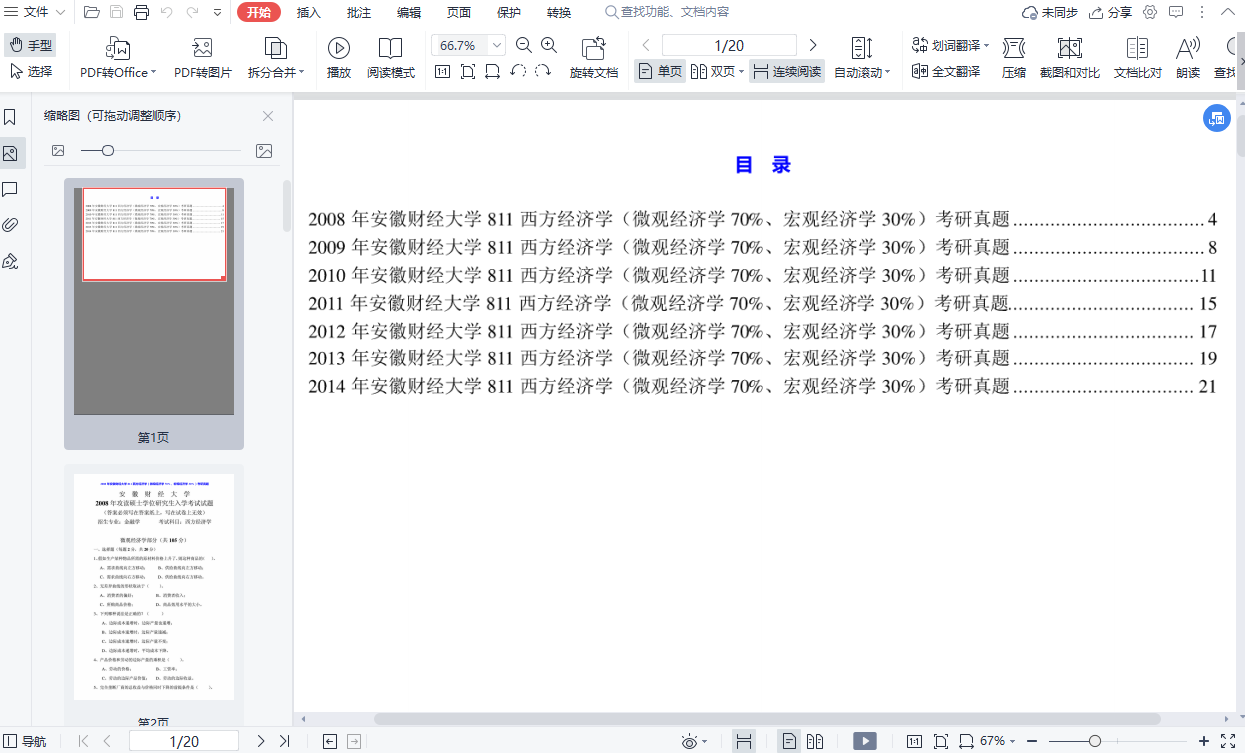 文件 开始 插入 批注 编辑 页面 保护 转换 查找功能、文档内容 未同步 分享
手型 选择 PDF转Office PDF转图片 拆分合并 播放 阅读模式 66.7% 旋转文档 1/20 单页 双页 连续阅读 自动滚动 划词翻译 全文翻译 压缩 截图和对比 文档比对 朗读 查找
缩略图（可拖动调整顺序）
第1页
安 徽 财 经 大 学
2008 年攻读硕士学位研究生入学考试试题
（答案必须写在答案纸上，写在试卷上无效）
招生专业：金融学 考试科目：西方经济学
微观经济学部分（共 105 分）
第2页
目 录
2008 年安徽财经大学 811 西方经济学（微观经济学 70%、宏观经济学 30%）考研真题 4
2009 年安徽财经大学 811 西方经济学（微观经济学 70%、宏观经济学 30%）考研真题 8
2010 年安徽财经大学 811 西方经济学（微观经济学 70%、宏观经济学 30%）考研真题 11
2011 年安徽财经大学 811 西方经济学（微观经济学 70%、宏观经济学 30%）考研真题 15
2012 年安徽财经大学 811 西方经济学（微观经济学 70%、宏观经济学 30%）考研真题 17
2013 年安徽财经大学 811 西方经济学（微观经济学 70%、宏观经济学 30%）考研真题 19
2014 年安徽财经大学 811 西方经济学（微观经济学 70%、宏观经济学 30%）考研真题 21
导航 1/20 67%